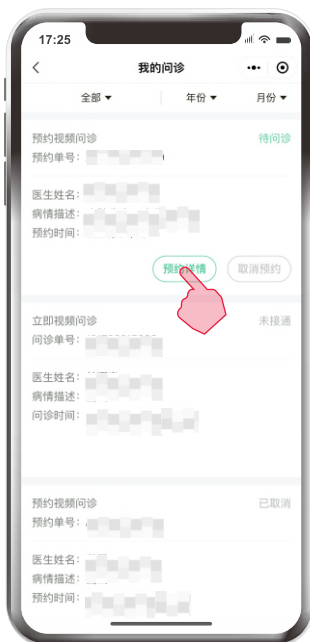 17:25
我的问诊
全部 年份 月份
预约视频问诊 待问诊
预约单号：
医生姓名：
病情描述：
预约时间：
预约详情 取消预约
立即视频问诊 未接通
问诊单号：
医生姓名：
病情描述：
问诊时间：
预约视频问诊 已取消
预约单号：
医生姓名：
病情描述：
预约时间：